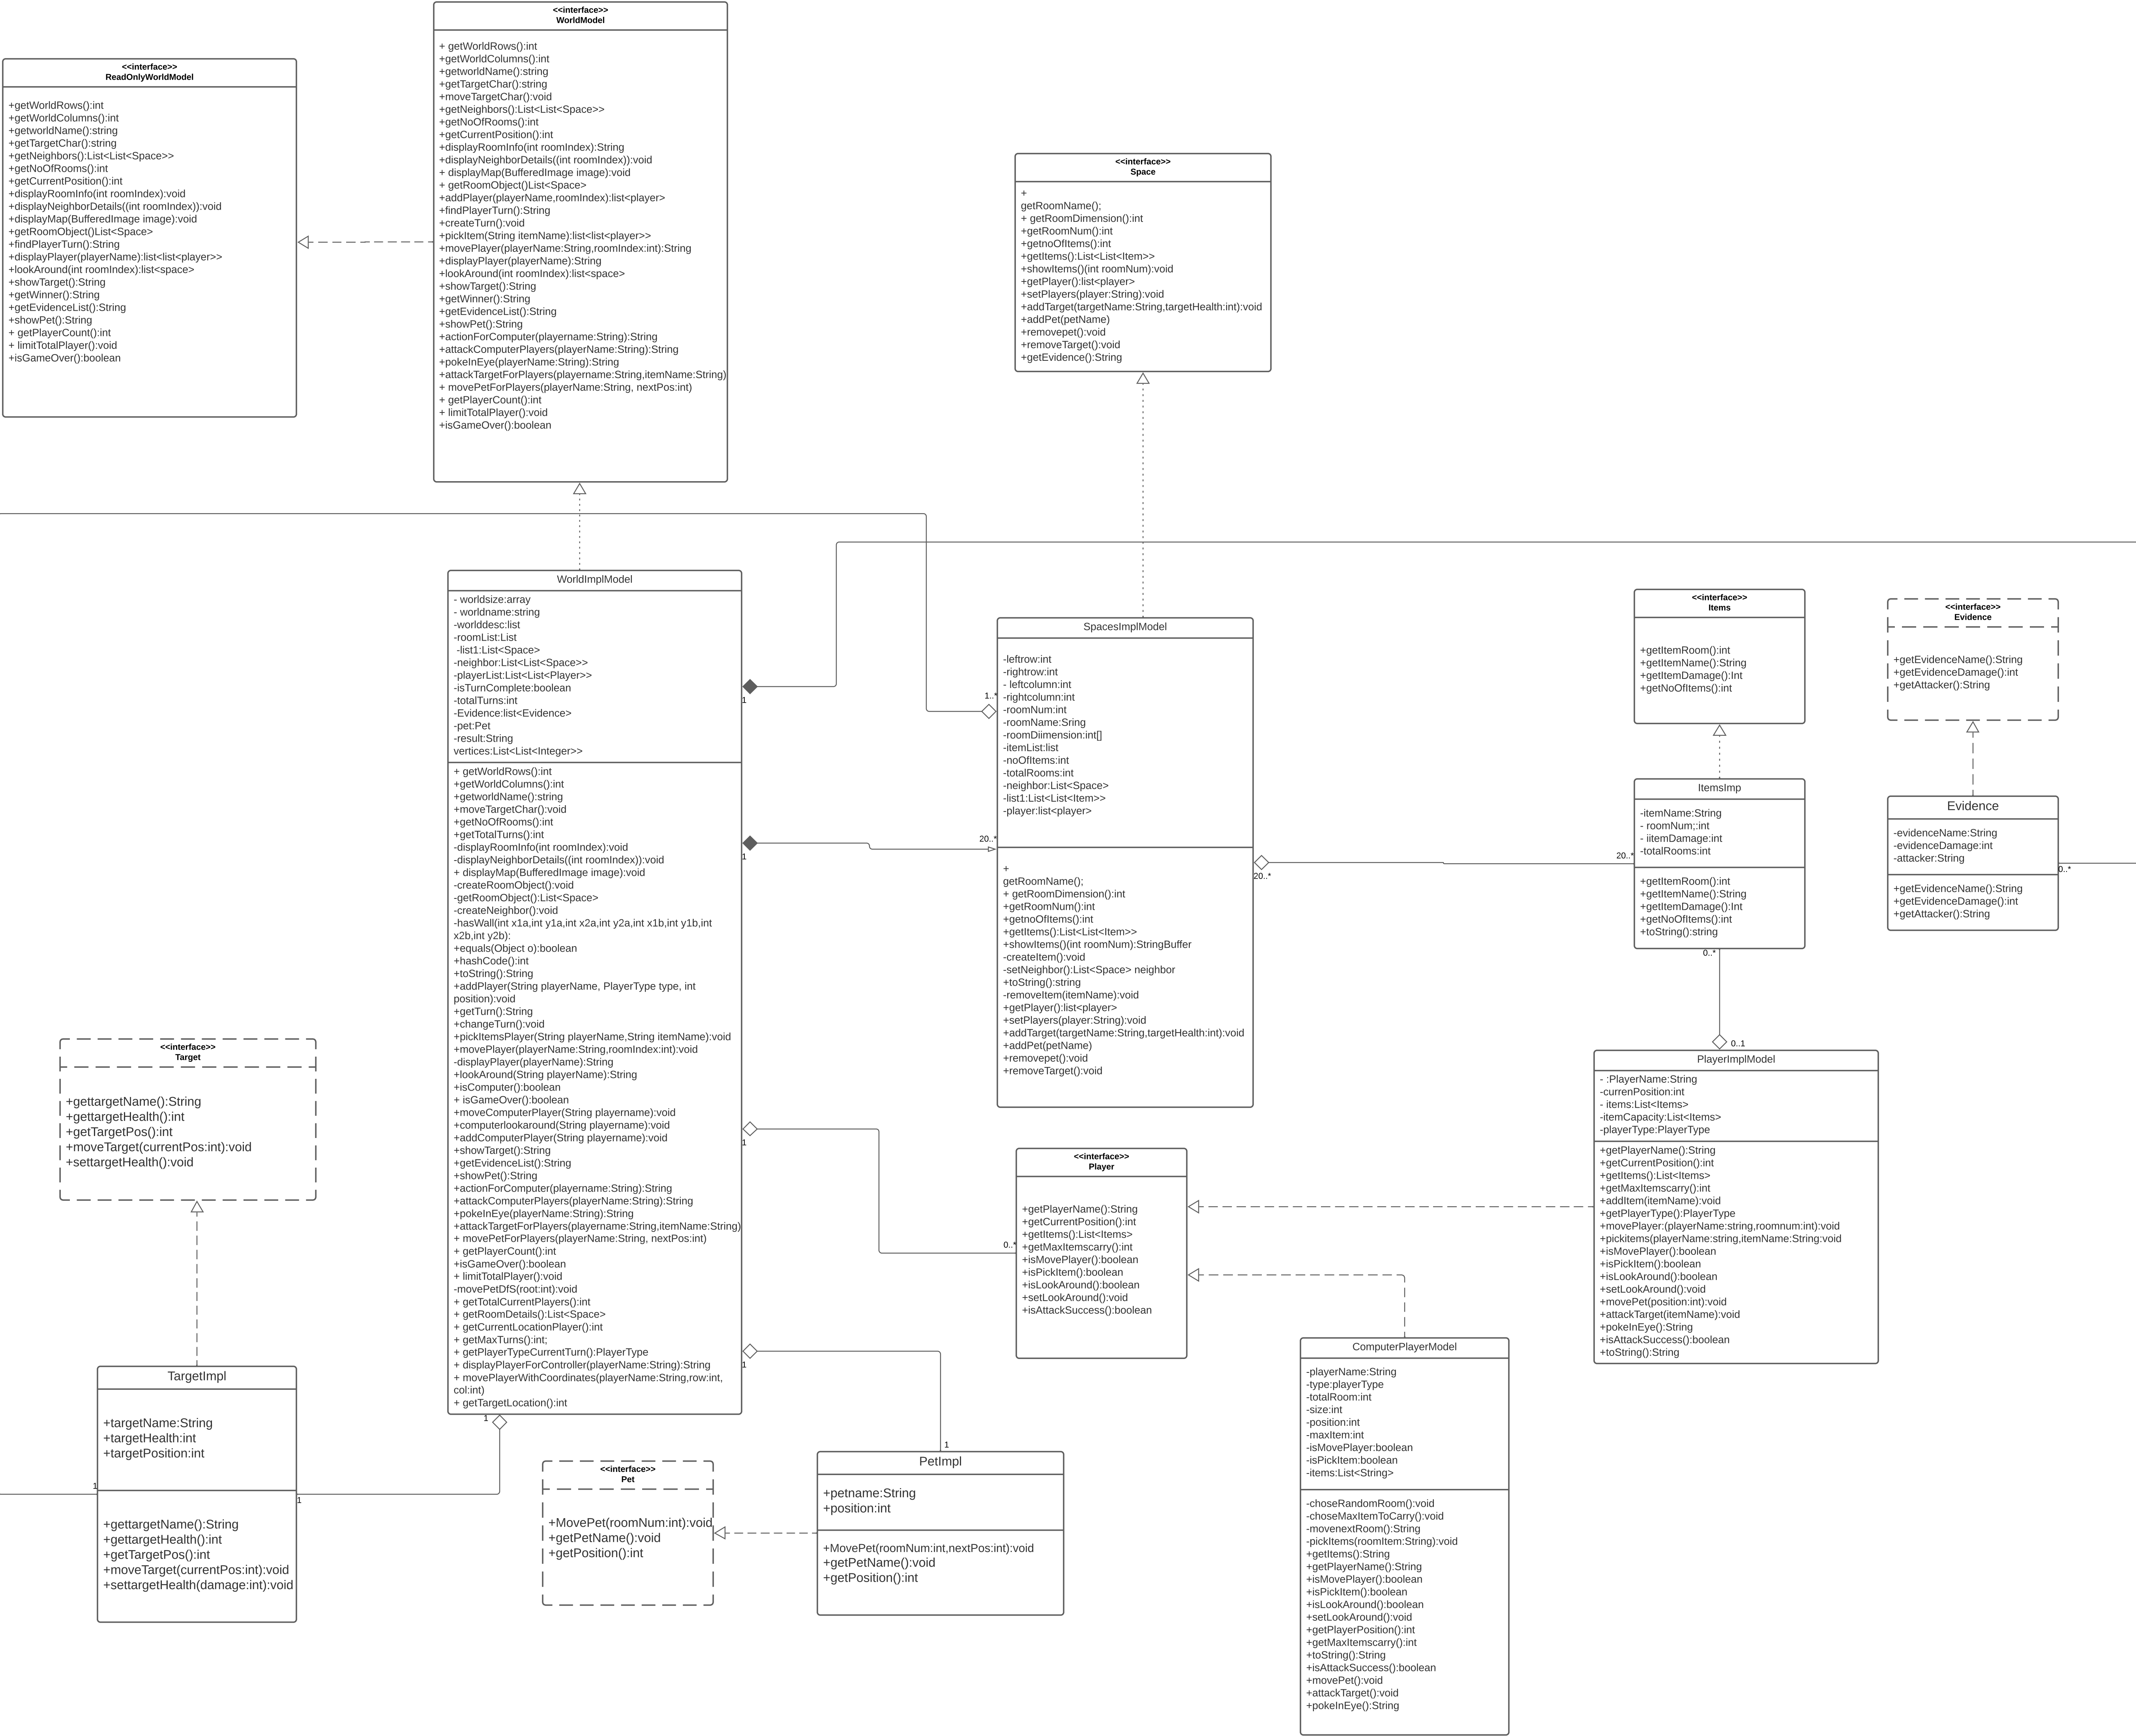 <<interface>>
ReadOnlyWorldModel
+getWorldRows():int
+getWorldColumns():int
+getworldName():string
+getTargetChar():string
+getNeighbors():List<List<Space>>
+getNoOfRooms():int
+getCurrentPosition():int
+displayRoomInfo(int roomIndex):void
+displayNeighborDetails((int roomIndex)):void
+displayMap(BufferedImage image):void
+getRoomObject()List<Space>
+findPlayerTurn():String
+displayPlayer(playerName):list<list<player>>
+lookAround(int roomIndex):list<space>
+showTarget():String
+getWinner():String
+getEvidenceList():String
+showPet():String
+ getPlayerCount():int
+ limitTotalPlayer():void
+isGameOver():boolean
<<interface>>
WorldModel
+ getWorldRows():int
+getWorldColumns():int
+getworldName():string
+getTargetChar():string
+moveTargetChar():void
+getNeighbors():List<List<Space>>
+getNoOfRooms():int
+getCurrentPosition():int
+displayRoomInfo(int roomIndex):String
+displayNeighborDetails((int roomIndex)):void
+ displayMap(BufferedImage image):void
+ getRoomObject()List<Space>
+addPlayer(playerName,roomIndex):list<player>
+findPlayerTurn():String
+createTurn():void
+pickItem(String itemName):list<list<player>>
+movePlayer(playerName:String,roomIndex:int):String
+displayPlayer(playerName):String
+lookAround(int roomIndex):list<space>
+showTarget():String
+getWinner():String
+getEvidenceList():String
+showPet():String
+actionForComputer(playername:String):String
+attackComputerPlayers(playerName:String):String
+pokeInEye(playerName:String):String
+attackTargetForPlayers(playername:String,itemName:String)
+ movePetForPlayers(playerName:String, nextPos:int)
+ getPlayerCount():int
+ limitTotalPlayer():void
+isGameOver():boolean
<<interface>>
Space
+
getRoomName();
+ getRoomDimension():int
+getRoomNum():int
+getnoOfItems():int
+getItems():List<List<Item>>
+showItems()(int roomNum):void
+getPlayer():list<player>
+setPlayers(player:String):void
+addTarget(targetName:String,targetHealth:int):void
+addPet(petName)
+removepet():void
+removeTarget():void
+getEvidence():String
WorldImplModel
- worldsize:array
- worldname:string
-worlddesc:list
-roomList:List
-list1:List<Space>
-neighbor:List<List<Space>>
-playerList:List<List<Player>>
-isTurnComplete:boolean
-totalTurns:int
-Evidence:list<Evidence>
-pet:Pet
-result:String
vertices:List<List<Integer>>
+ getWorldRows():int
+getWorldColumns():int
+getworldName():string
+moveTargetChar():void
+getNoOfRooms():int
+getTotalTurns():int
-displayRoomInfo(int roomIndex):void
-displayNeighborDetails((int roomIndex)):void
+ displayMap(BufferedImage image):void
-createRoomObject():void
-getRoomObject():List<Space>
-createNeighbor():void
-hasWall(int x1a,int y1a,int x2a,int y2a,int x1b,int y1b,int
x2b,int y2b):
+equals(Object o):boolean
+hashCode():int
+toString():String
+addPlayer(String playerName, PlayerType type, int
position):void
+getTurn():String
+changeTurn():void
+pickItemsPlayer(String playerName,String itemName):void
+movePlayer(playerName:String,roomIndex:int):void
-displayPlayer(playerName):String
+lookAround(String playerName):String
+isComputer():boolean
+ isGameOver():boolean
+moveComputerPlayer(String playername):void
+computerlookaround(String playername):void
+addComputerPlayer(String playername):void
+showTarget():String
+getEvidenceList():String
+showPet():String
+actionForComputer(playername:String):String
+attackComputerPlayers(playerName:String):String
+pokeInEye(playerName:String):String
+attackTargetForPlayers(playername:String,itemName:String)
+ movePetForPlayers(playerName:String, nextPos:int)
+ getPlayerCount():int
+isGameOver():boolean
+ limitTotalPlayer():void
-movePetDfS(root:int):void
+ getTotalCurrentPlayers():int
+ getRoomDetails():List<Space>
+ getCurrentLocationPlayer():int
+ getMaxTurns():int;
+ getPlayerTypeCurrentTurn():PlayerType
+ displayPlayerForController(playerName:String):String
+ movePlayerWithCoordinates(playerName:String,row:int,
col:int)
+ getTargetLocation():int
1
1
1
1
1
SpacesImplModel
-leftrow:int
-rightrow:int
- leftcolumn:int
-rightcolumn:int
-roomNum:int
-roomName:Sring
-roomDiimension:int[]
-itemList:list
-noOfItems:int
-totalRooms:int
-neighbor:List<Space>
-list1:List<List<Item>>
-player:list<player>
+
getRoomName();
+ getRoomDimension():int
+getRoomNum():int
+getnoOfItems():int
+getItems():List<List<Item>>
+showItems()(int roomNum):StringBuffer
-createItem():void
-setNeighbor():List<Space> neighbor
+toString():string
-removeItem(itemName):void
+getPlayer():list<player>
+setPlayers(player:String):void
+addTarget(targetName:String,targetHealth:int):void
+addPet(petName)
+removepet():void
+removeTarget():void
1..*
20..*
20..*
20..*
<<interface>>
Items
+getItemRoom():int
+getItemName():String
+getItemDamage():Int
+getNoOfItems():int
ItemsImp
-itemName:String
- roomNum;:int
- iitemDamage:int
-totalRooms:int
+getItemRoom():int
+getItemName():String
+getItemDamage():Int
+getNoOfItems():int
+toString():string
0..*
0..1
<<interface>>
Evidence
+getEvidenceName():String
+getEvidenceDamage():int
+getAttacker():String
Evidence
-evidenceName:String
-evidenceDamage:int
-attacker:String
+getEvidenceName():String
+getEvidenceDamage():int
+getAttacker():String
0..*
<<interface>>
Target
+gettargetName():String
+gettargetHealth():int
+getTargetPos():int
+moveTarget(currentPos:int):void
+settargetHealth():void
TargetImpl
+targetName:String
+targetHealth:int
+targetPosition:int
+gettargetName():String
+gettargetHealth():int
+getTargetPos():int
+moveTarget(currentPos:int):void
+settargetHealth(damage:int):void
1
1
<<interface>>
Pet
+MovePet(roomNum:int):void
+getPetName():void
+getPosition():int
1
PetImpl
+petname:String
+position:int
+MovePet(roomNum:int,nextPos:int):void
+getPetName():void
+getPosition():int
<<interface>>
Player
+getPlayerName():String
+getCurrentPosition():int
+getItems():List<Items>
+getMaxItemscarry():int
+isMovePlayer():boolean
+isPickItem():boolean
+isLookAround():boolean
+setLookAround():void
+isAttackSuccess():boolean
0..*
ComputerPlayerModel
-playerName:String
-type:playerType
-totalRoom:int
-size:int
-position:int
-maxItem:int
-isMovePlayer:boolean
-isPickItem:boolean
-items:List<String>
-choseRandomRoom():void
-choseMaxItemToCarry():void
-movenextRoom():String
-pickItems(roomItem:String):void
+getItems():String
+getPlayerName():String
+isMovePlayer():boolean
+isPickItem():boolean
+isLookAround():boolean
+setLookAround():void
+getPlayerPosition():int
+getMaxItemscarry():int
+toString():String
+isAttackSuccess():boolean
+movePet():void
+attackTarget():void
+pokeInEye():String
PlayerImplModel
- :PlayerName:String
-currenPosition:int
- items:List<Items>
-itemCapacity:List<Items>
-playerType:PlayerType
+getPlayerName():String
+getCurrentPosition():int
+getItems():List<Items>
+getMaxItemscarry():int
+addItem(itemName):void
+getPlayerType():PlayerType
+movePlayer:(playerName:string,roomnum:int):void
+pickitems(playerName:string,itemName:String:void
+isMovePlayer():boolean
+isPickItem():boolean
+isLookAround():boolean
+setLookAround():void
+movePet(position:int):void
+attackTarget(itemName):void
+pokeInEye():String
+isAttackSuccess():boolean
+toString():String